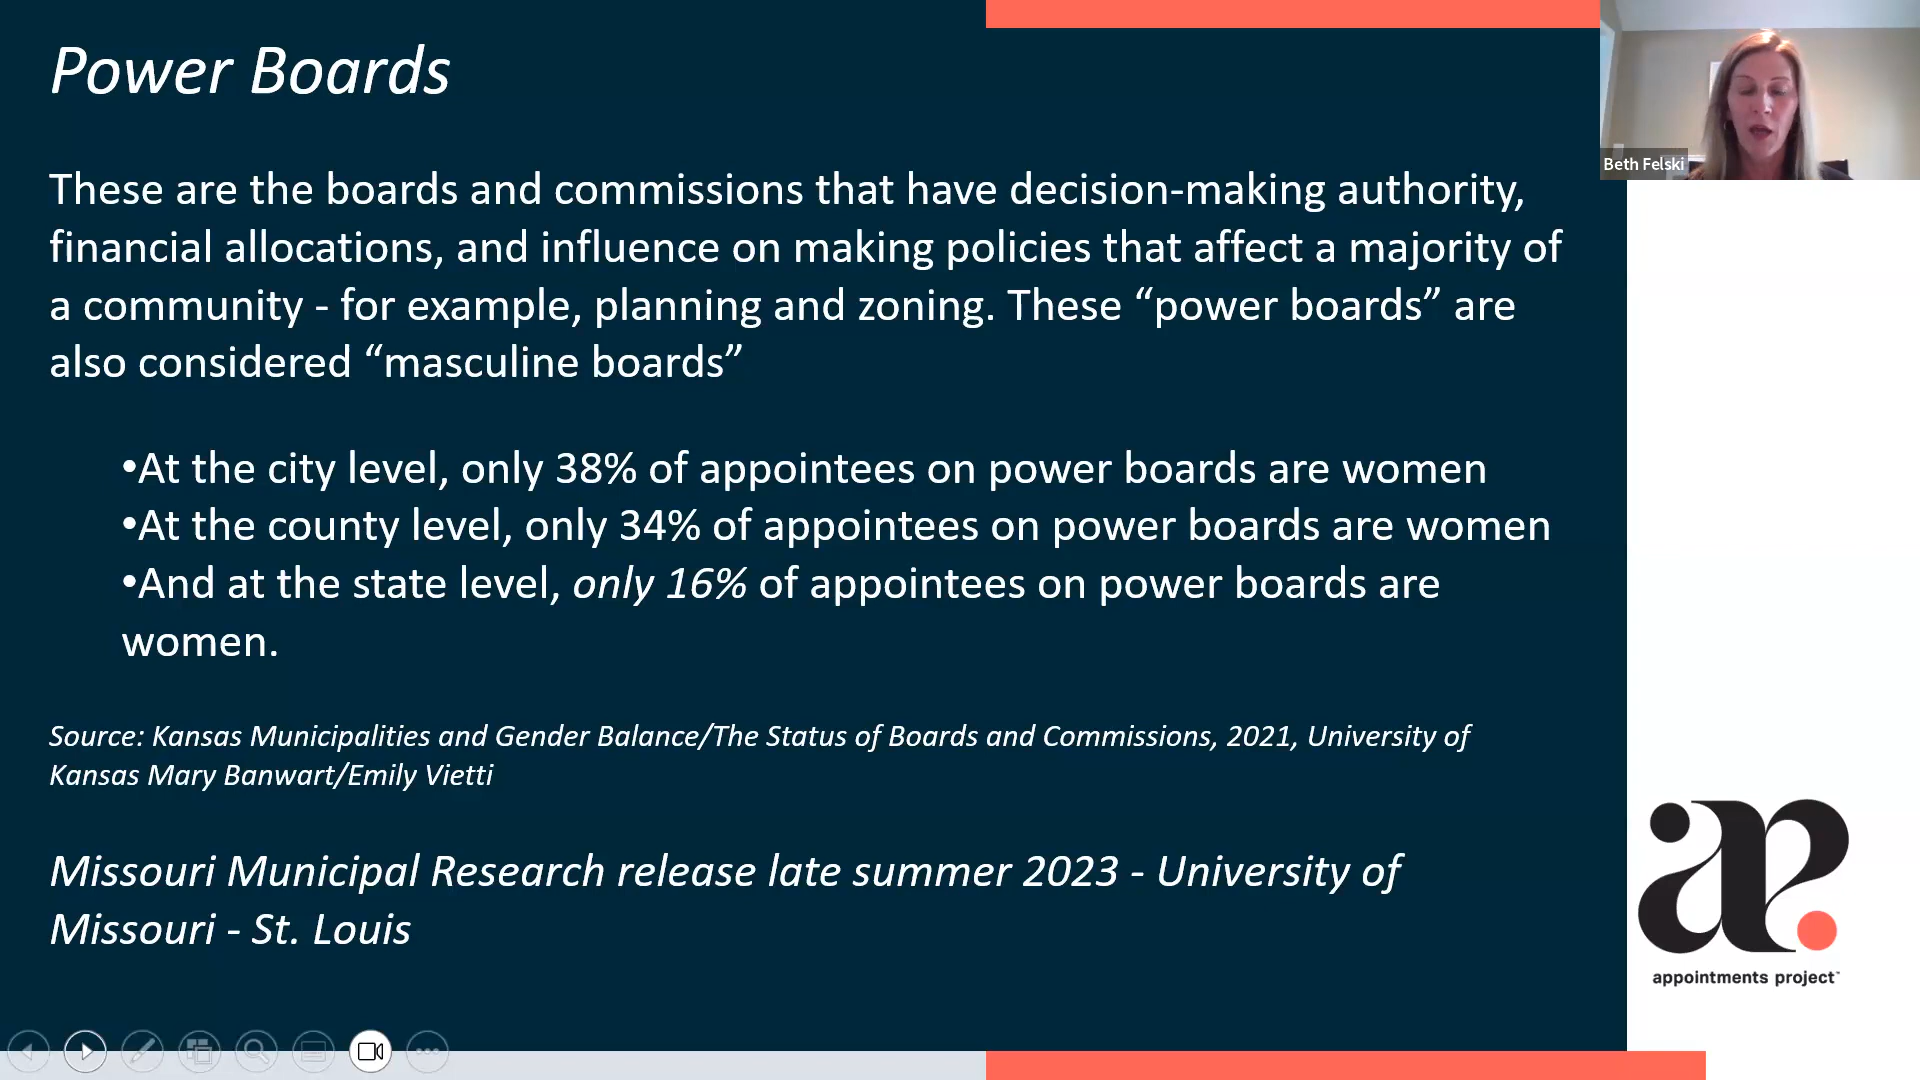 Power Boards
Beth Felski
These are the boards and commissions that have decision-making authority,
financial allocations, and influence on making policies that affect a majority of
a community - for example, planning and zoning. These “power boards” are
also considered “masculine boards”
•At the city level, only 38% of appointees on power boards are women
•At the county level, only 34% of appointees on power boards are women
•And at the state level, only 16% of appointees on power boards are
women.
Source: Kansas Municipalities and Gender Balance/The Status of Boards and Commissions, 2021, University of
Kansas Mary Banwart/Emily Vietti
Missouri Municipal Research release late summer 2023 - University of
Missouri - St. Louis
ap.
appointments project™